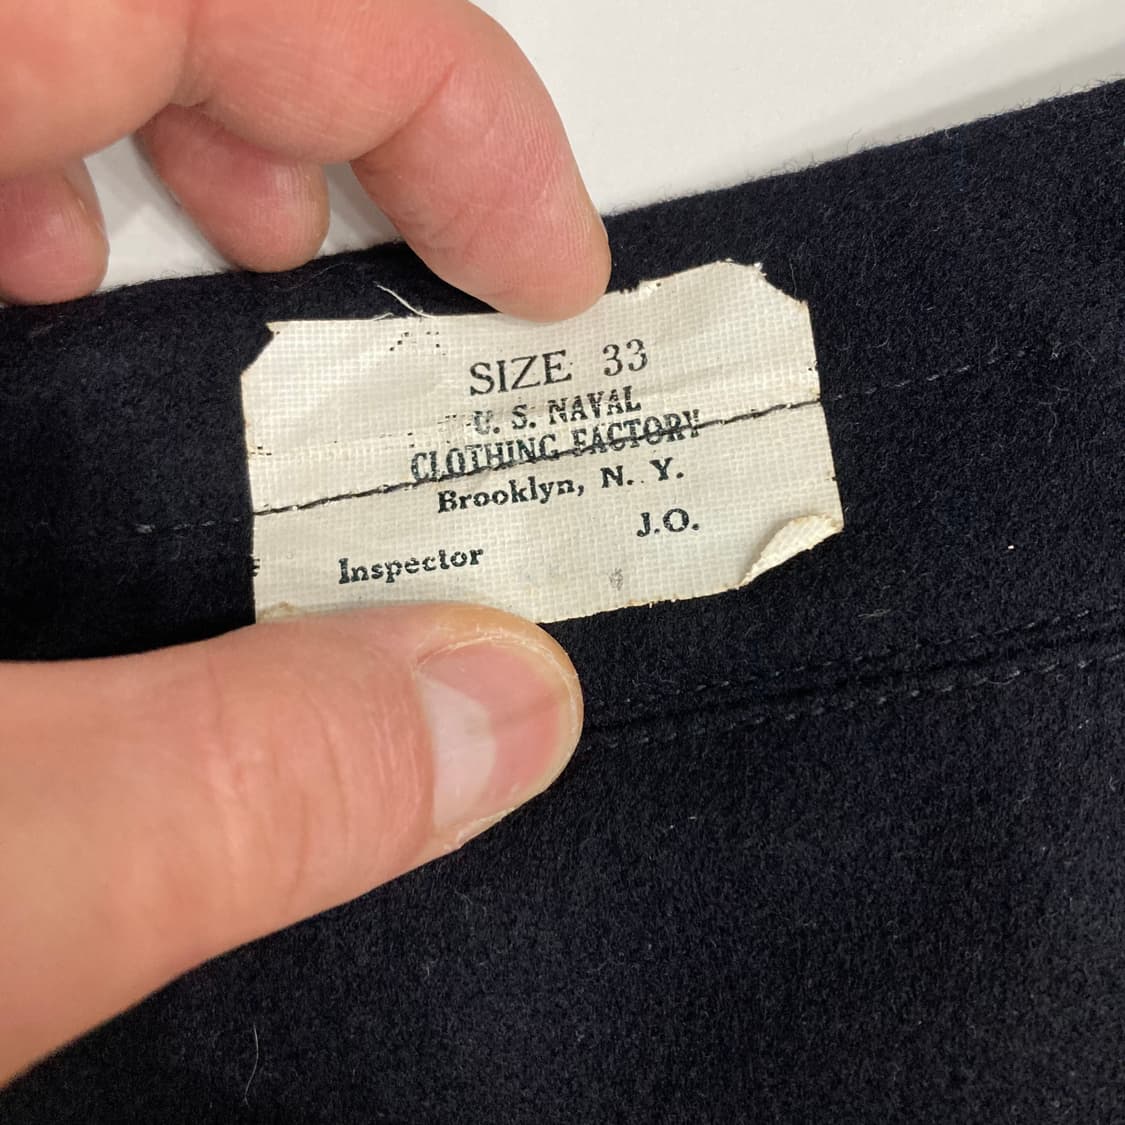 SIZE 33
U. S. NAVAL
CLOTHING FACTORY
Brooklyn, N. Y.
J.O.
Inspector